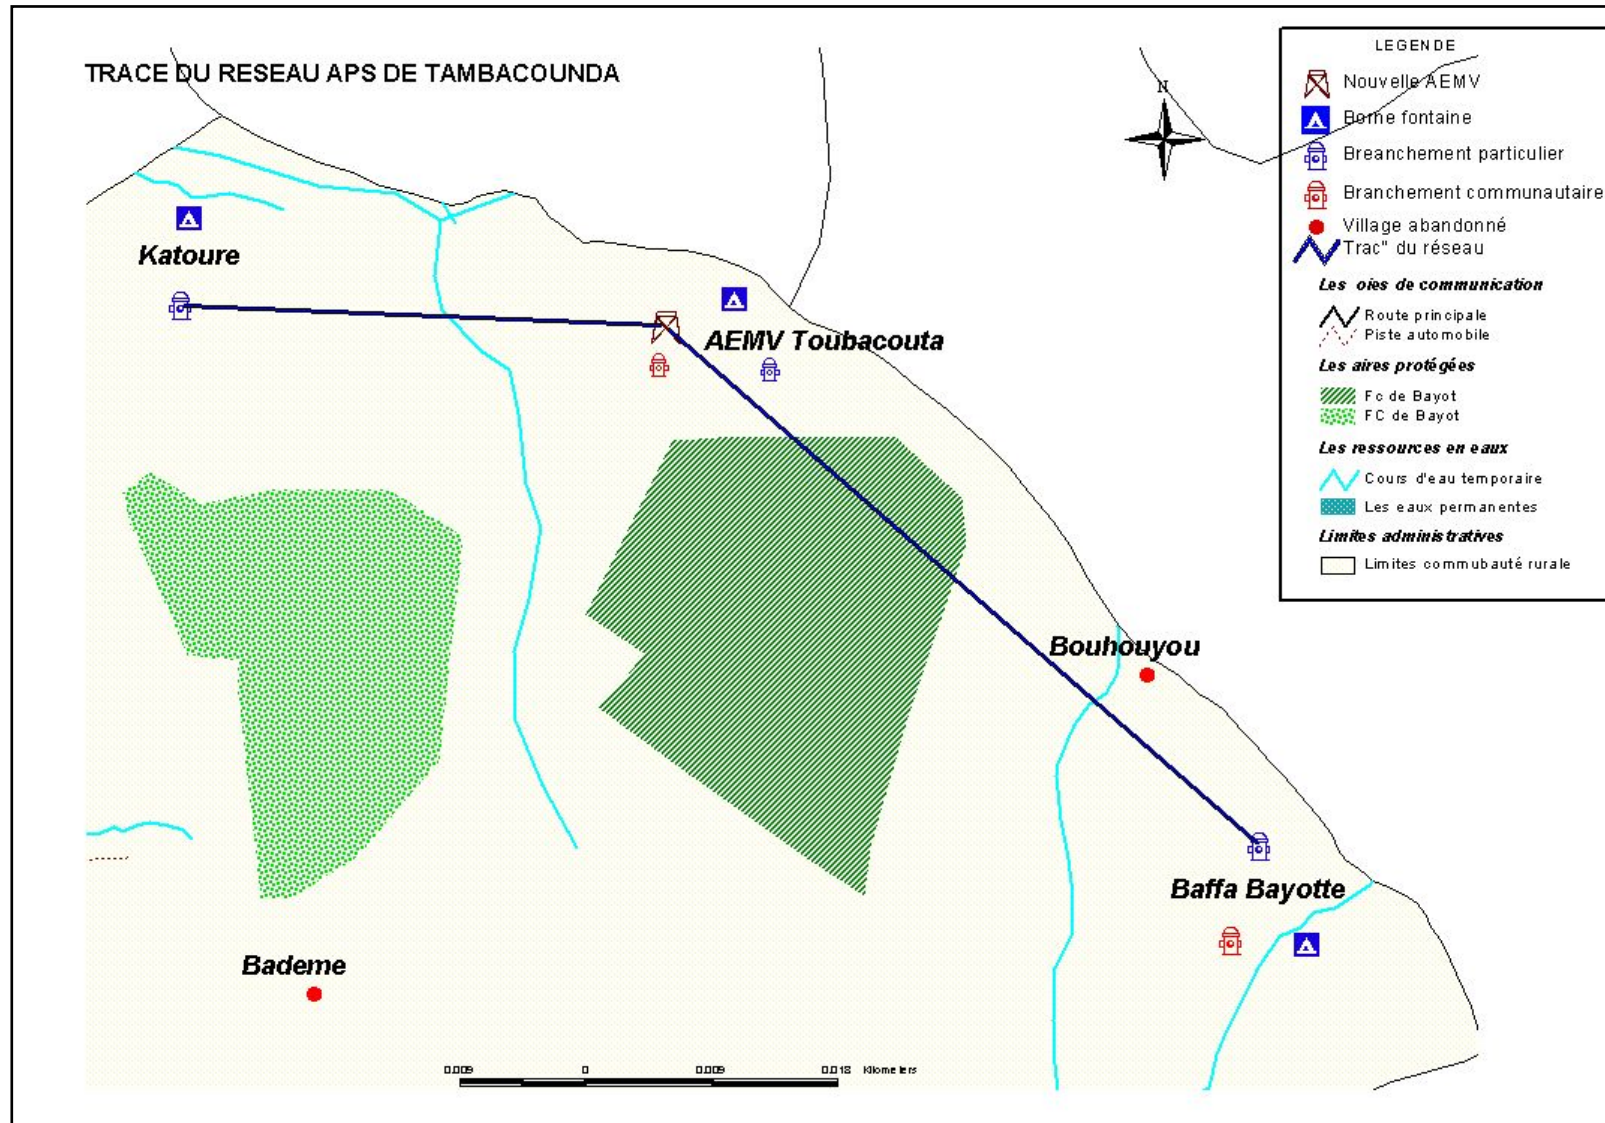 TRACE DU RESEAU APS DE TAMBACOUNDA
N
LEGENDE
Nouvelle AEMV
Borne fontaine
Breanchement particulier
Branchement communautaire
Village abandonné
Trac" du réseau
Les oies de communication
Route principale
Piste automobile
Les aires protégées
Fc de Bayot
FC de Bayot
Les ressources en eaux
Cours d'eau temporaire
Les eaux permanentes
Limites administratives
Limites commubauté rurale
Katoure
AEMV Toubacouta
Bouhouyou
Baffa Bayotte
Bademe
0.009 0 0.009 0.018 Kilometers